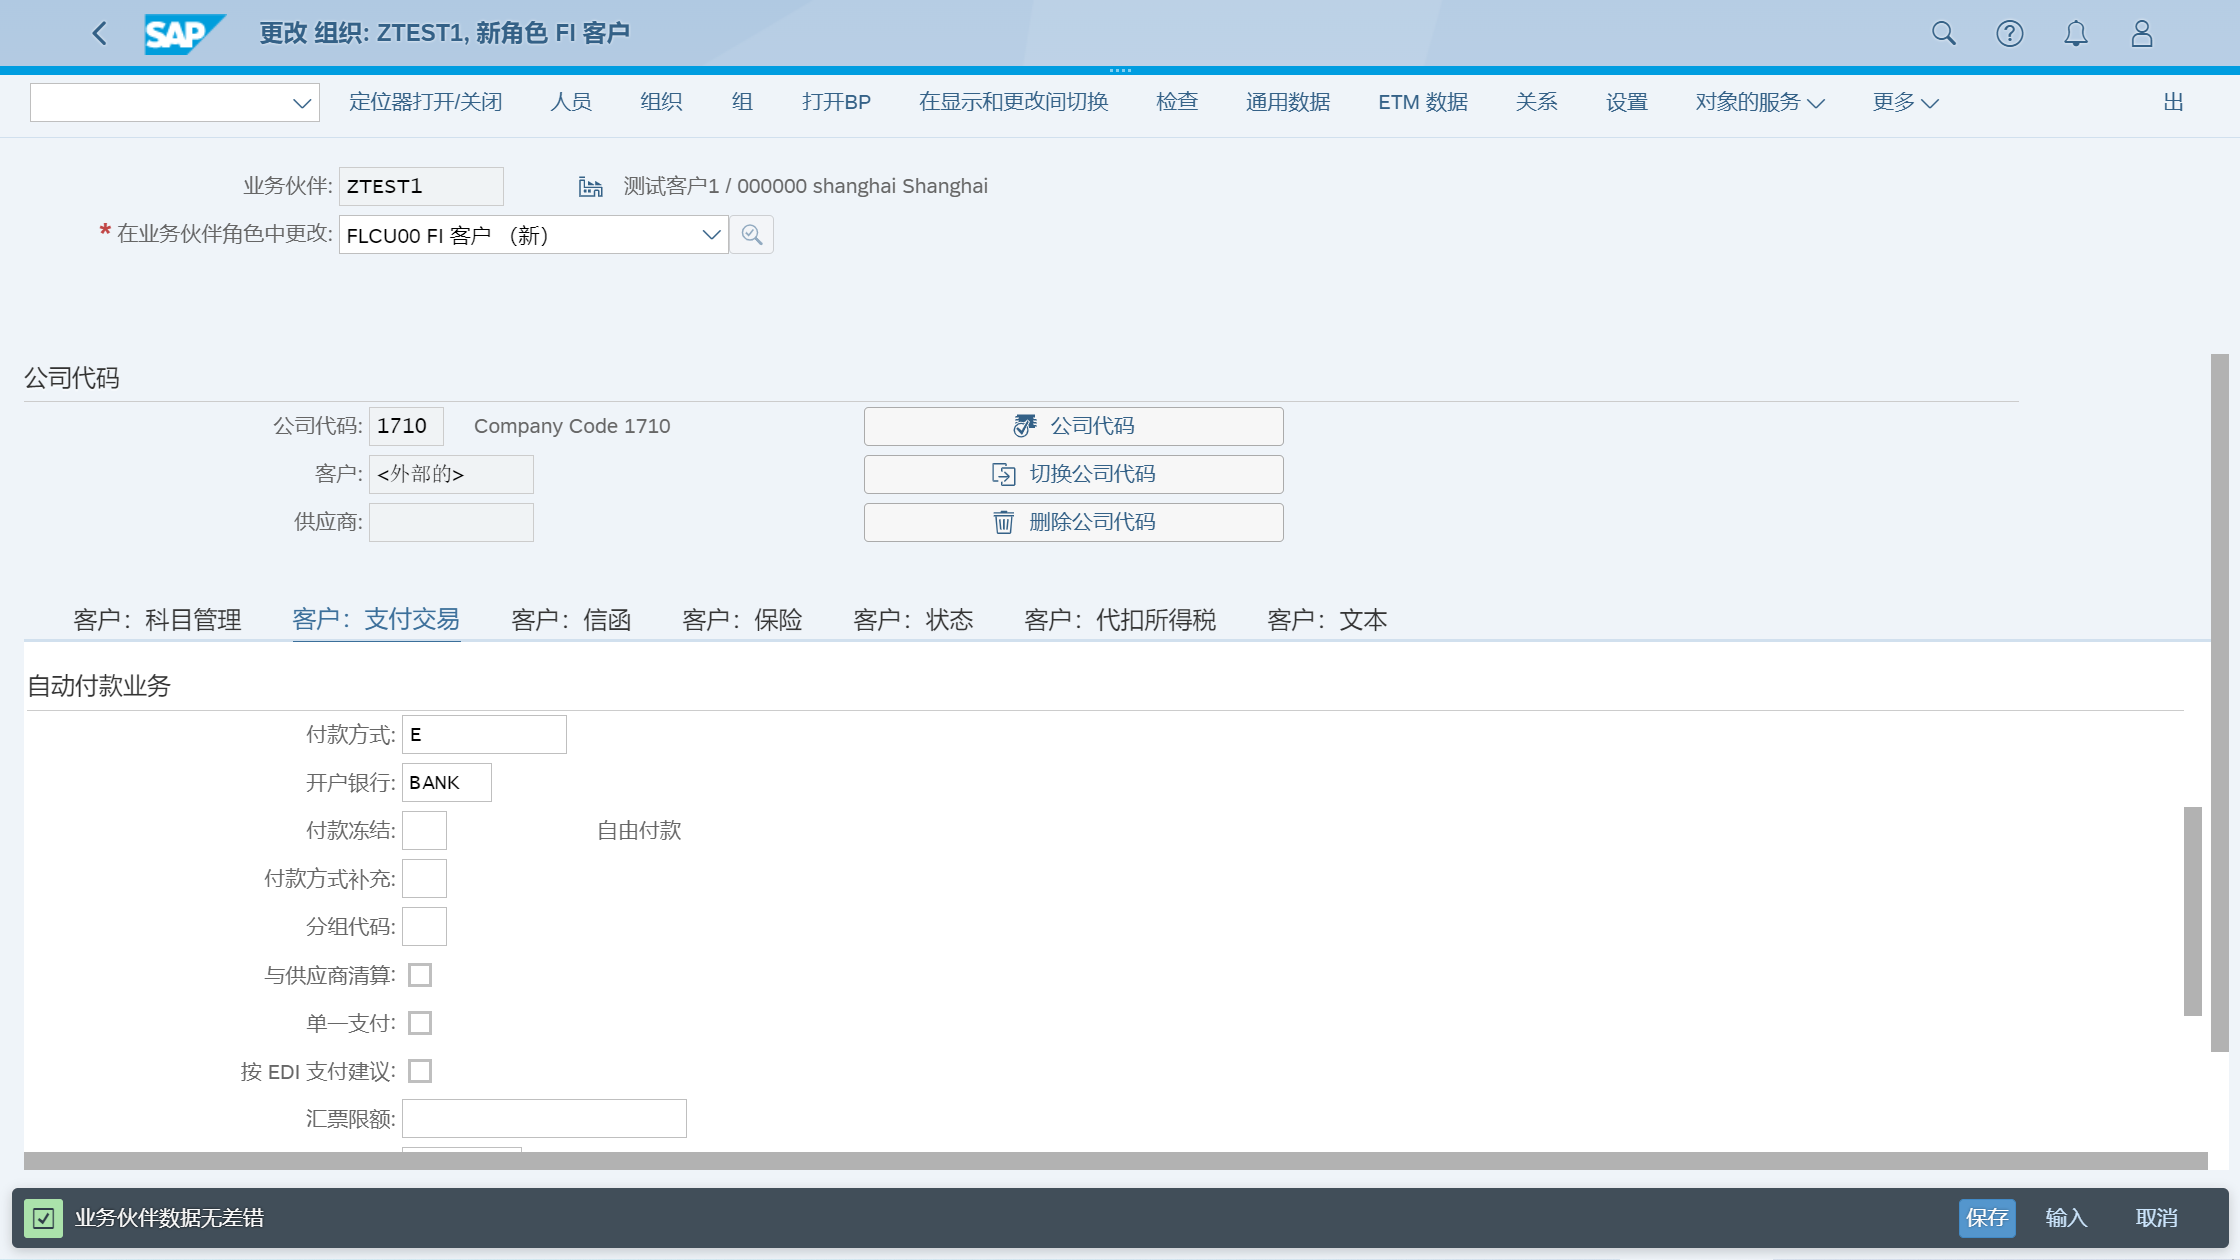 SAP 更改 组织: ZTEST1, 新角色 FI 客户
定位器打开/关闭 人员 组织 组 打开BP 在显示和更改间切换 检查 通用数据 ETM 数据 关系 设置 对象的服务 更多 出
业务伙伴: ZTEST1 测试客户1 / 000000 shanghai Shanghai
* 在业务伙伴角色中更改: FLCU00 FI 客户 （新）
公司代码
公司代码: 1710 Company Code 1710 公司代码
客户: <外部的> 切换公司代码
供应商: 删除公司代码
客户：科目管理 客户：支付交易 客户：信函 客户：保险 客户：状态 客户：代扣所得税 客户：文本
自动付款业务
付款方式: E
开户银行: BANK
付款冻结: 自由付款
付款方式补充:
分组代码:
与供应商清算:
单一支付:
按 EDI 支付建议:
汇票限额:
业务伙伴数据无差错 保存 输入 取消